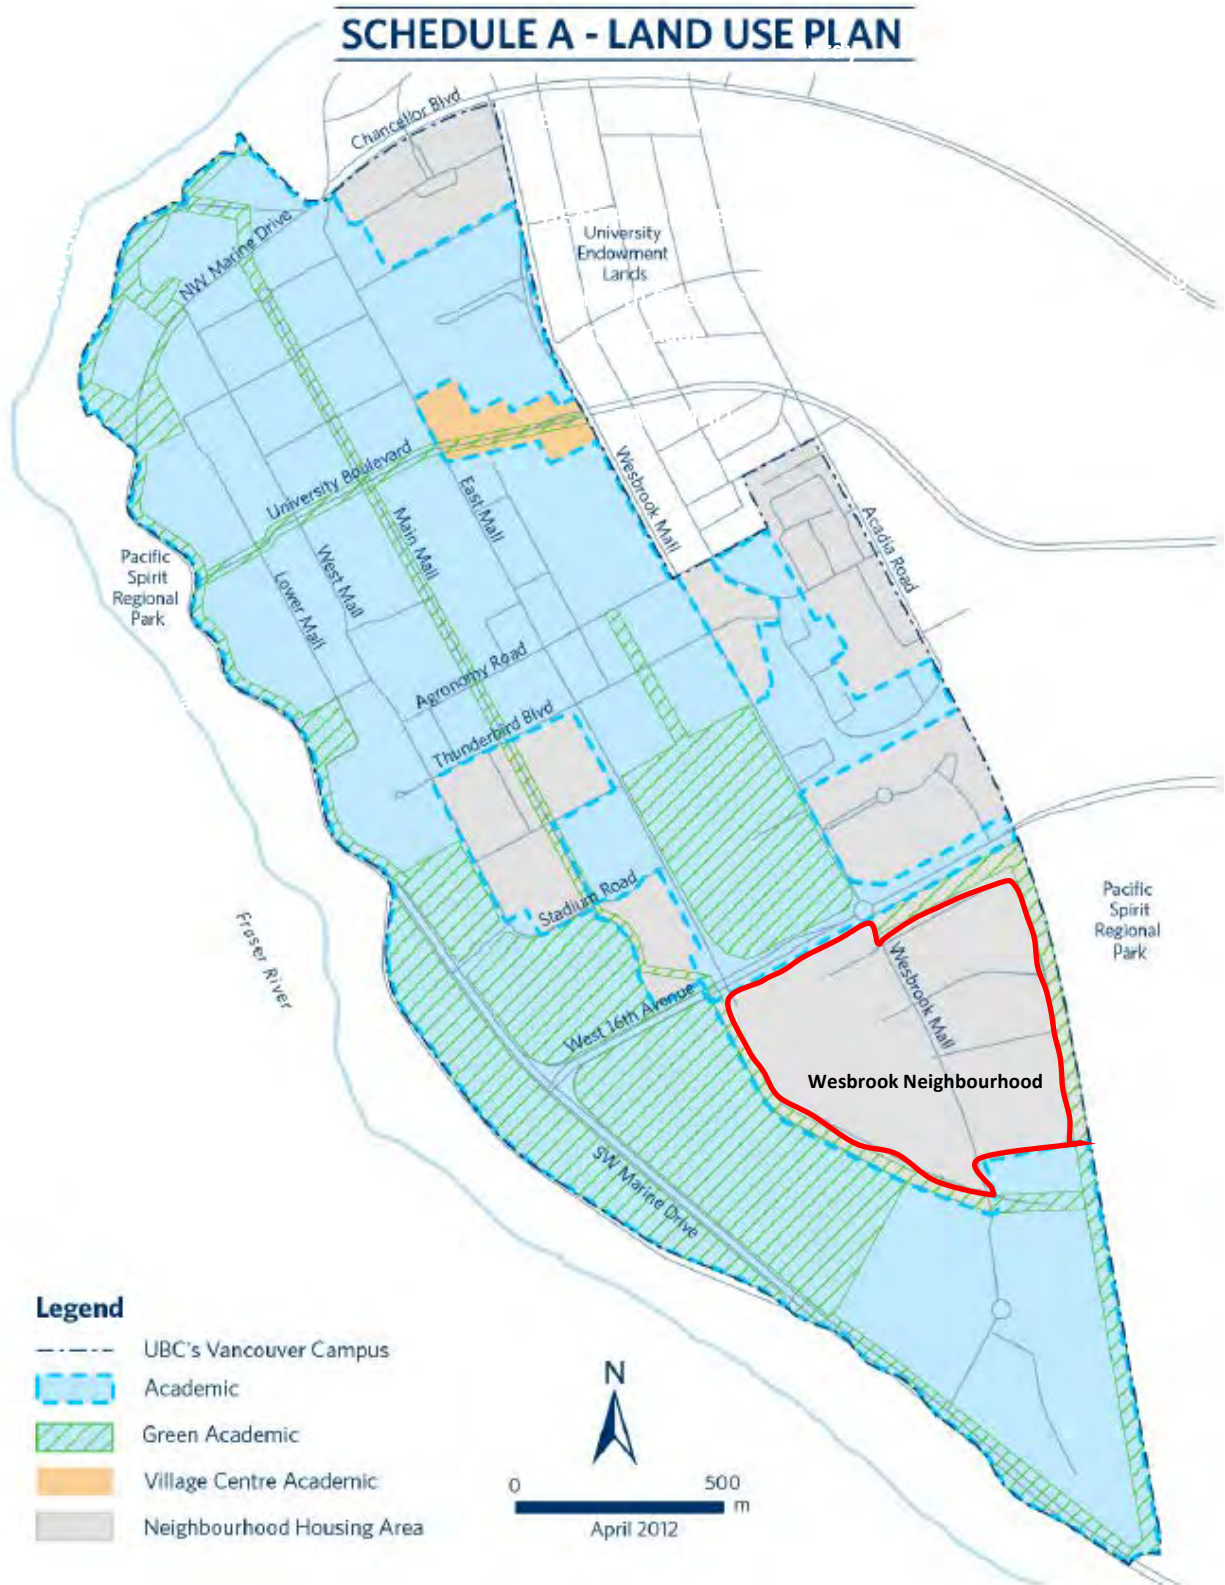 SCHEDULE A - LAND USE PLAN
Chancellor Blvd
NW Marine Drive
University
Endowment
Lands
University Boulevard
Wesbrook Mall
East Mall
Main Mall
West Mall
Lower Mall
Acadia Road
Pacific
Spirit
Regional
Park
Agronomy Road
Thunderbird Blvd
Stadium Road
Pacific
Spirit
Regional
Park
Fraser River
West 16th Avenue
Wesbrook Mall
Wesbrook Neighbourhood
SW Marine Drive
Legend
UBC's Vancouver Campus
Academic
Green Academic
Village Centre Academic
Neighbourhood Housing Area
N
0 500
m
April 2012